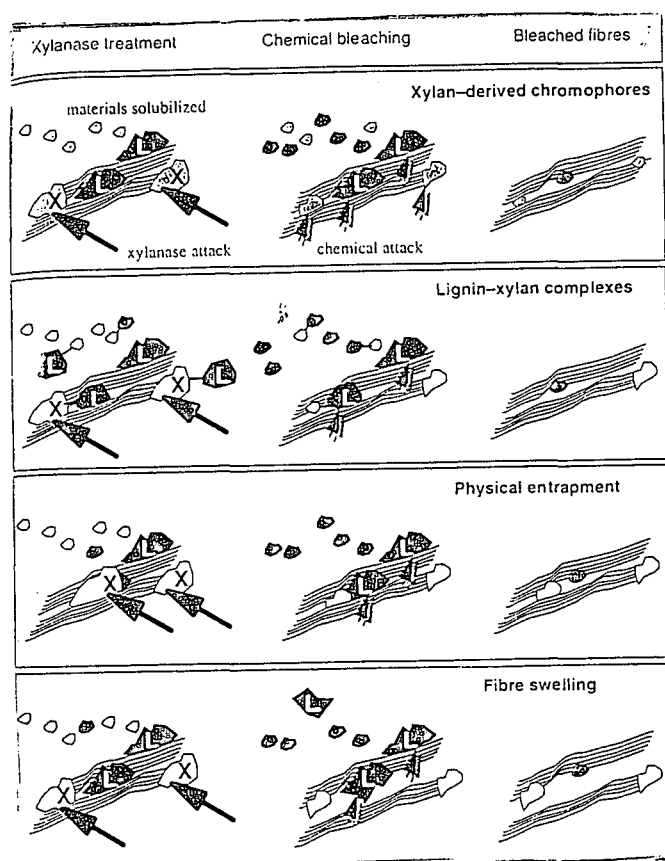 Xylanase treatment Chemical bleaching Bleached fibres
Xylan–derived chromophores
materials solubilized
L
L
X
L
L
X
xylanase attack
chemical attack
Lignin–xylan complexes
L
L
X
L
X
L
L
Physical entrapment
L
L
X
X
L
Fibre swelling
L
L
L
X
L
X
L